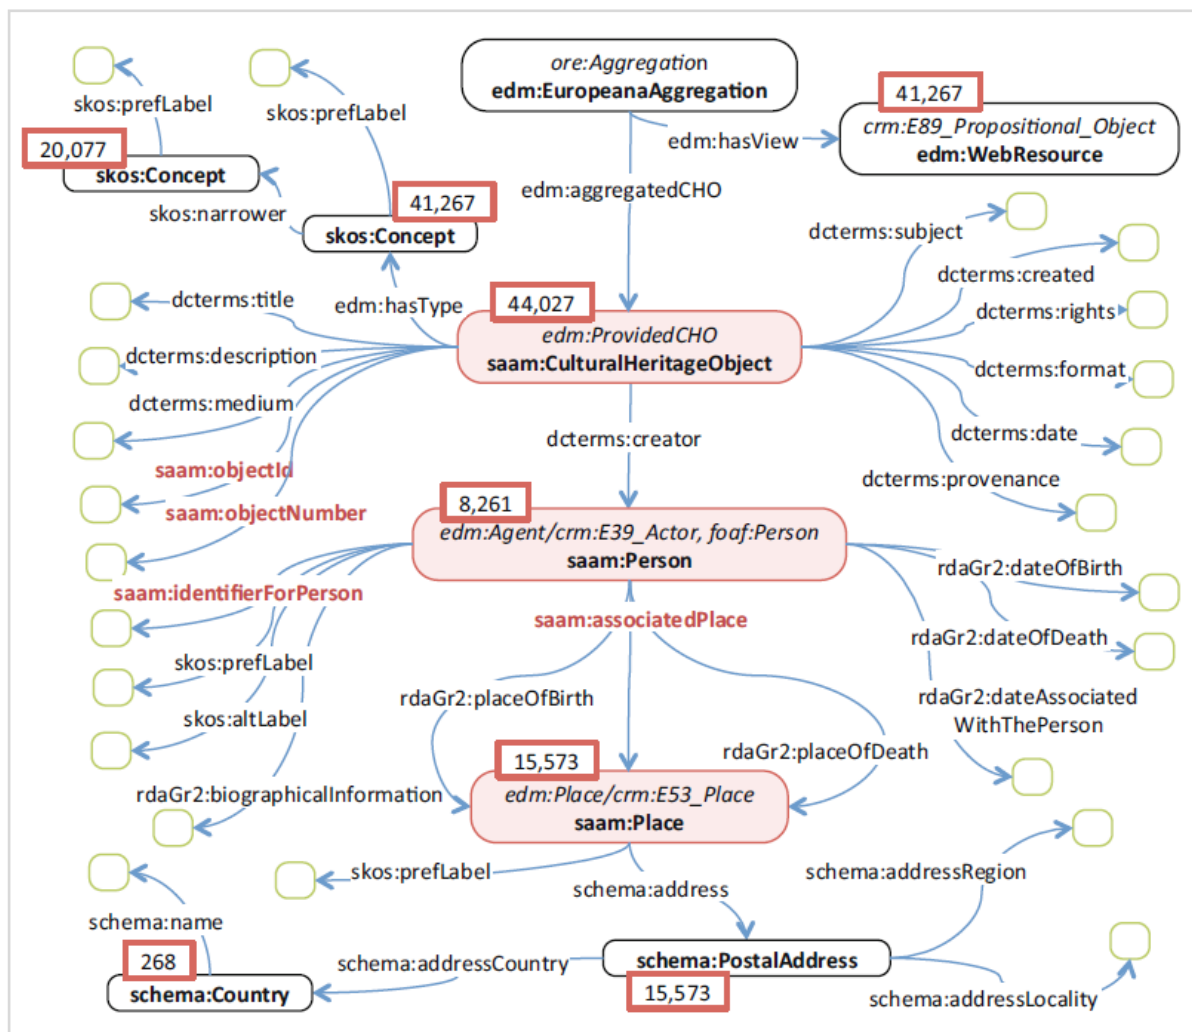 ore:Aggregation
edm:EuropeanaAggregation
41,267
crm:E89_Propositional_Object
edm:WebResource
edm:hasView
edm:aggregatedCHO
skos:prefLabel
skos:prefLabel
20,077
skos:Concept
skos:narrower
41,267
skos:Concept
edm:hasType
dcterms:subject
dcterms:created
dcterms:rights
dcterms:format
dcterms:date
dcterms:provenance
dcterms:title
dcterms:description
dcterms:medium
saam:objectId
saam:objectNumber
44,027
edm:ProvidedCHO
saam:CulturalHeritageObject
dcterms:creator
8,261
edm:Agent/crm:E39_Actor, foaf:Person
saam:Person
saam:identifierForPerson
skos:prefLabel
skos:altLabel
rdaGr2:biographicalInformation
saam:associatedPlace
rdaGr2:placeOfBirth
rdaGr2:placeOfDeath
rdaGr2:dateOfBirth
rdaGr2:dateOfDeath
rdaGr2:dateAssociated
WithThePerson
15,573
edm:Place/crm:E53_Place
saam:Place
skos:prefLabel
schema:address
schema:addressRegion
schema:name
268
schema:Country
schema:addressCountry
schema:PostalAddress
15,573
schema:addressLocality